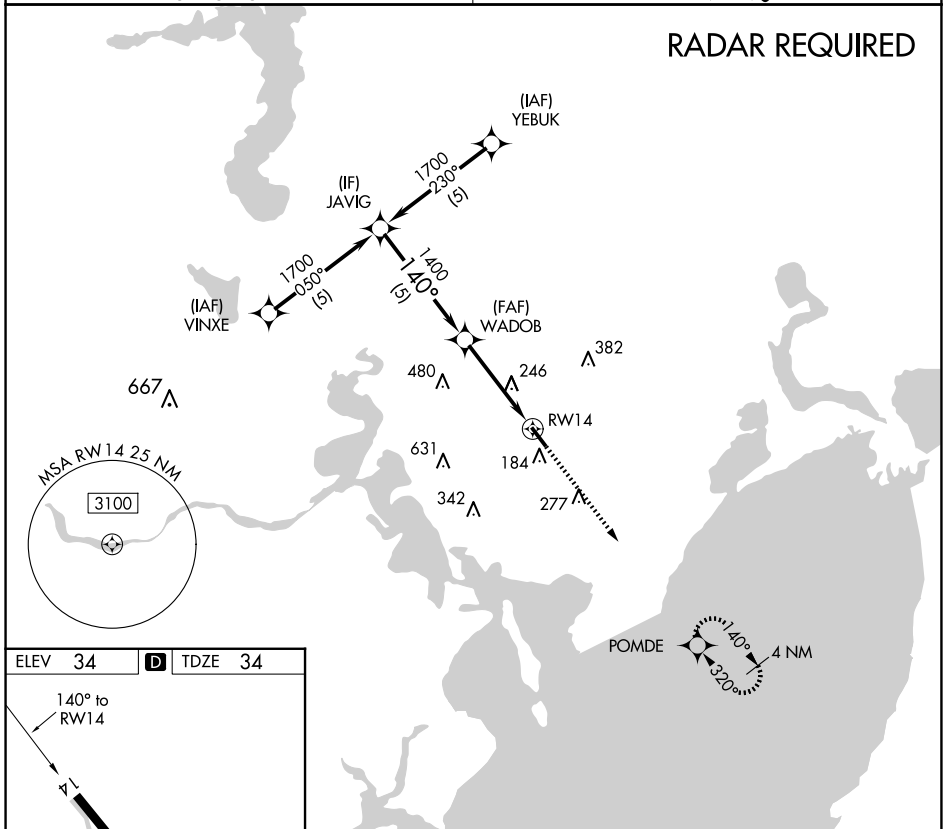 RADAR REQUIRED
(IAF)
YEBUK
1700
230°
(5)
(IF)
JAVIG
1700
050°
(5)
1400
140°
(5)
(IAF)
VINXE
(FAF)
WADOB
382
480
246
667
RW14
MSA RW14 25 NM
631
184
3100
342
277
POMDE
140°
4 NM
320°
ELEV 34
D
TDZE 34
140° to
RW14
14